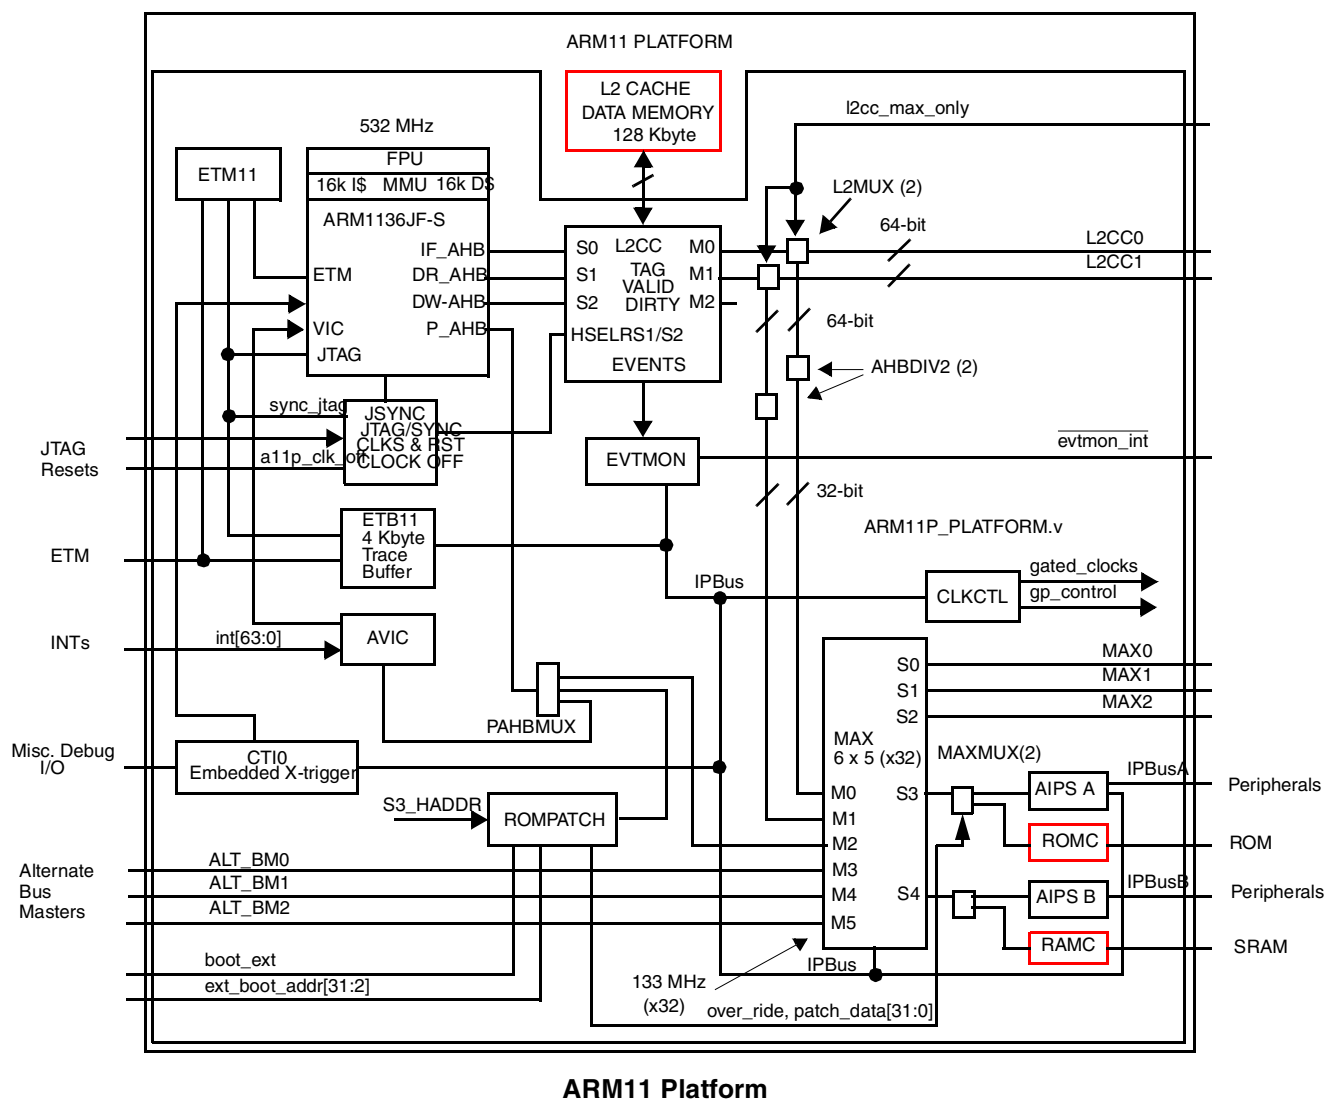 ARM11 PLATFORM
L2 CACHE
DATA MEMORY
128 Kbyte
l2cc_max_only
532 MHz
FPU
16k I$ MMU 16k D$
ETM11
ARM1136JF-S
IF_AHB
ETM DR_AHB
DW-AHB
VIC P_AHB
JTAG
S0 L2CC M0
S1 TAG M1
VALID
S2 DIRTY M2
HSELRS1/S2
EVENTS
L2MUX (2)
64-bit
L2CC0
L2CC1
64-bit
AHBDIV2 (2)
sync_jtag
JSYNC
JTAG/SYNC
CLKS & RST
CLOCK OFF
a11p_clk_off
JTAG
Resets
EVTMON
evtmon_int
32-bit
ARM11P_PLATFORM.v
ETB11
4 Kbyte
Trace
Buffer
ETM
IPBus
CLKCTL
gated_clocks
gp_control
INTs
int[63:0]
AVIC
PAHBMUX
MAX0
MAX1
MAX2
S0
S1
S2
MAX
6 x 5 (x32)
MAXMUX(2)
Misc. Debug
I/O
CTI0
Embedded X-trigger
M0 S3
M1
M2
M3
M4 S4
M5
AIPS A
IPBusA
Peripherals
S3_HADDR
ROMPATCH
ROMC
ROM
Alternate
Bus
Masters
ALT_BM0
ALT_BM1
ALT_BM2
AIPS B
IPBusB
Peripherals
RAMC
SRAM
boot_ext
ext_boot_addr[31:2]
IPBus
133 MHz
(x32)
over_ride, patch_data[31:0]
ARM11 Platform